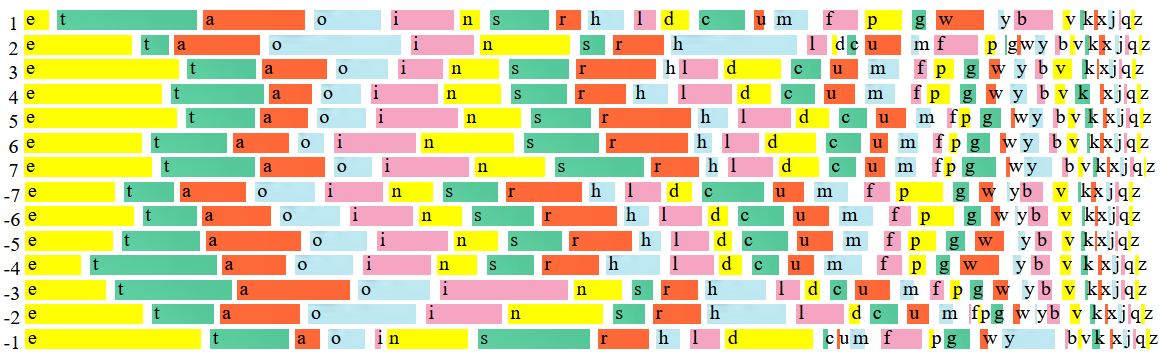 1 e t a o i n s r h l d c u m f p g w y b v k x j q z
2 e t a o i n s r h l d c u m f p g w y b v k x j q z
3 e t a o i n s r h l d c u m f p g w y b v k x j q z
4 e t a o i n s r h l d c u m f p g w y b v k x j q z
5 e t a o i n s r h l d c u m f p g w y b v k x j q z
6 e t a o i n s r h l d c u m f p g w y b v k x j q z
7 e t a o i n s r h l d c u m f p g w y b v k x j q z
-7 e t a o i n s r h l d c u m f p g w y b v k x j q z
-6 e t a o i n s r h l d c u m f p g w y b v k x j q z
-5 e t a o i n s r h l d c u m f p g w y b v k x j q z
-4 e t a o i n s r h l d c u m f p g w y b v k x j q z
-3 e t a o i n s r h l d c u m f p g w y b v k x j q z
-2 e t a o i n s r h l d c u m f p g w y b v k x j q z
-1 e t a o i n s r h l d c u m f p g w y b v k x j q z